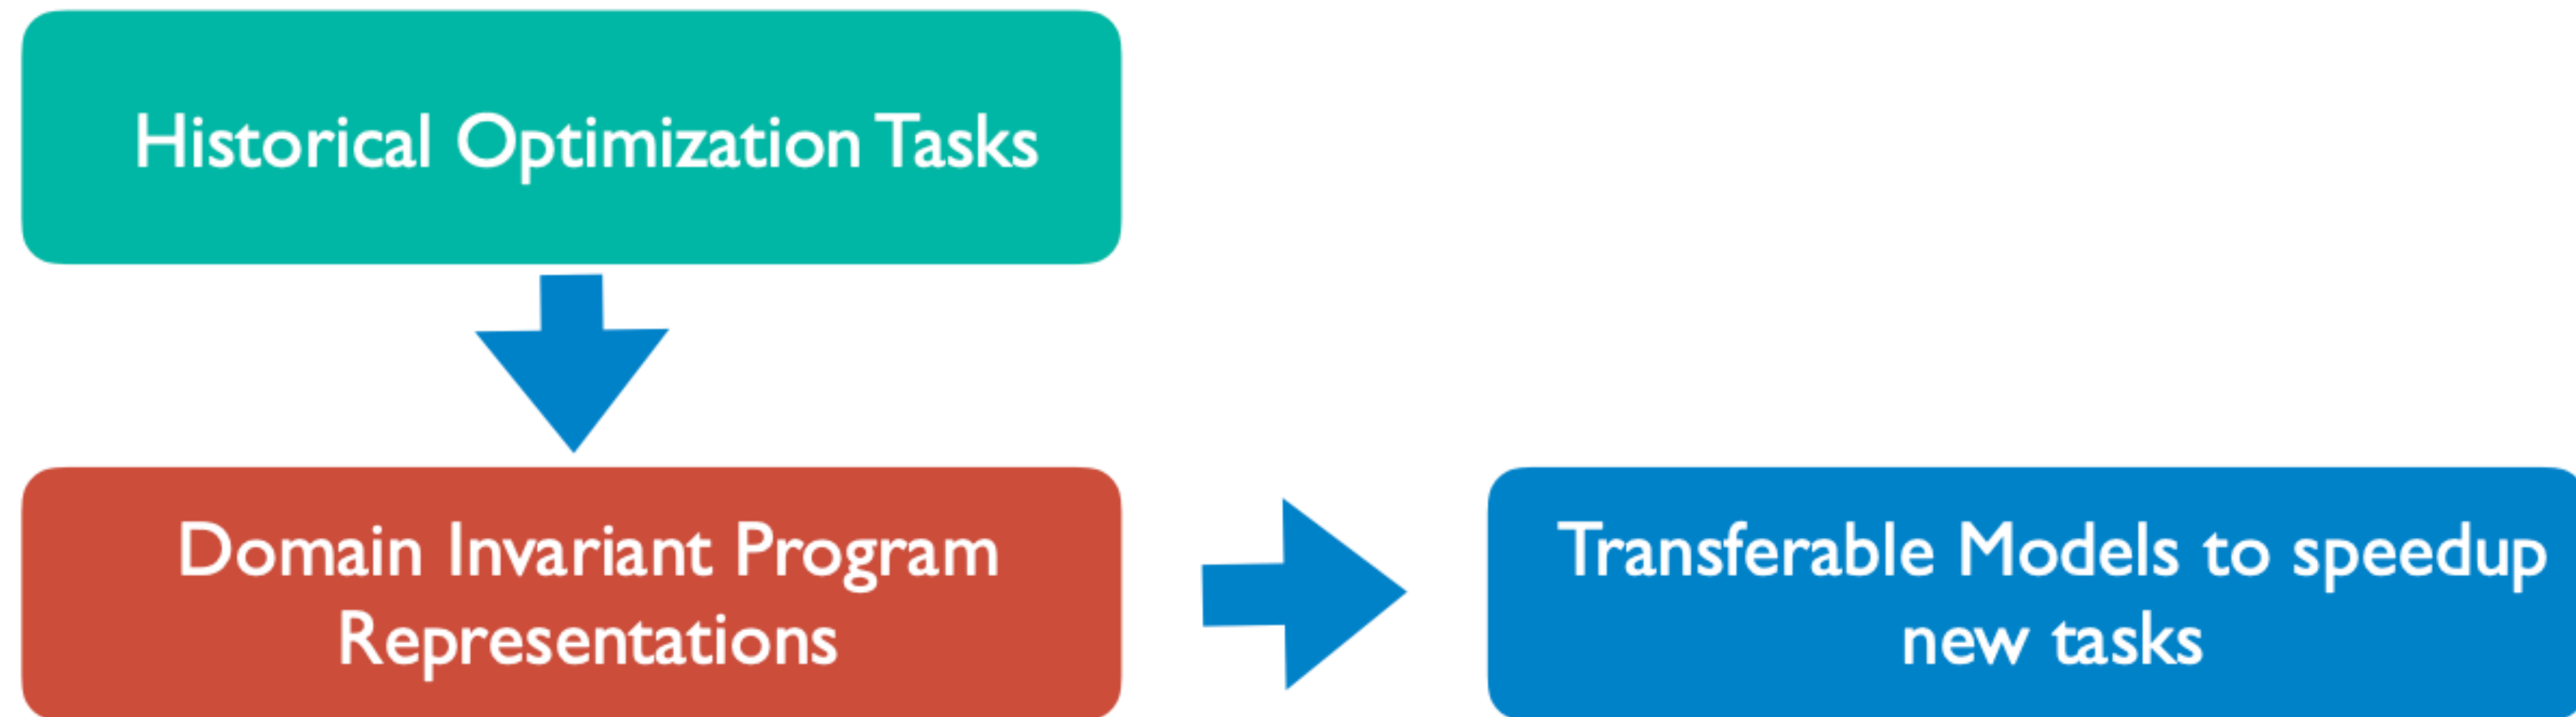 Historical Optimization Tasks
Domain Invariant Program
Representations
Transferable Models to speedup
new tasks